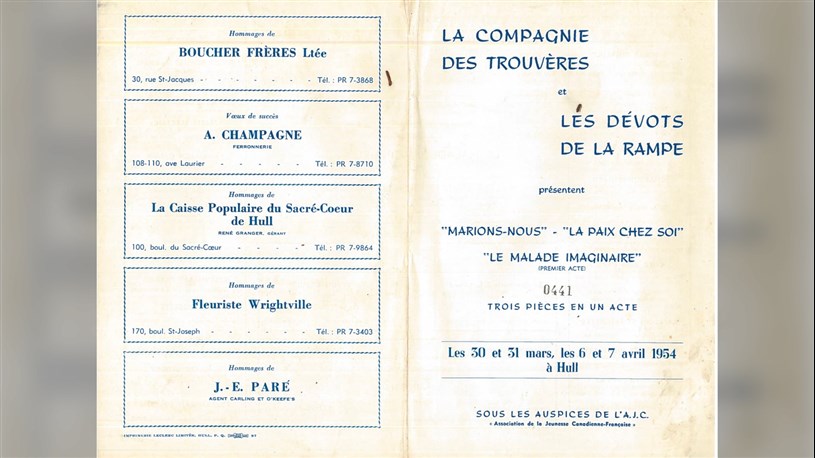 Hommages de
BOUCHER FRÈRES Ltée
30, rue St-Jacques - - - - - - - Tél. : PR 7-3868
Vœux de succès
A. CHAMPAGNE
FERRONNERIE
108-110, ave Laurier - - - - - Tél. : PR 7-8710
Hommages de
La Caisse Populaire du Sacré-Coeur
de Hull
RENÉ GRANGER, GÉRANT
100, boul. du Sacré-Cœur - - - - Tél. : PR 7-9864
Hommages de
Fleuriste Wrightville
170, boul. St-Joseph - - - - - - Tél. : PR 7-3403
Hommages de
J.-E. PARÉ
AGENT CARLING ET O'KEEFE'S
IMPRIMERIE LECLERC LIMITÉE, HULL, P. Q. 67
LA COMPAGNIE
DES TROUVÈRES
et
LES DÉVOTS
DE LA RAMPE
présentent
"MARIONS-NOUS" - "LA PAIX CHEZ SOI"
"LE MALADE IMAGINAIRE"
(PREMIER ACTE)
0441
TROIS PIÈCES EN UN ACTE
Les 30 et 31 mars, les 6 et 7 avril 1954
à Hull
SOUS LES AUSPICES DE L'A.J.C.
« Association de la Jeunesse Canadienne-Française »